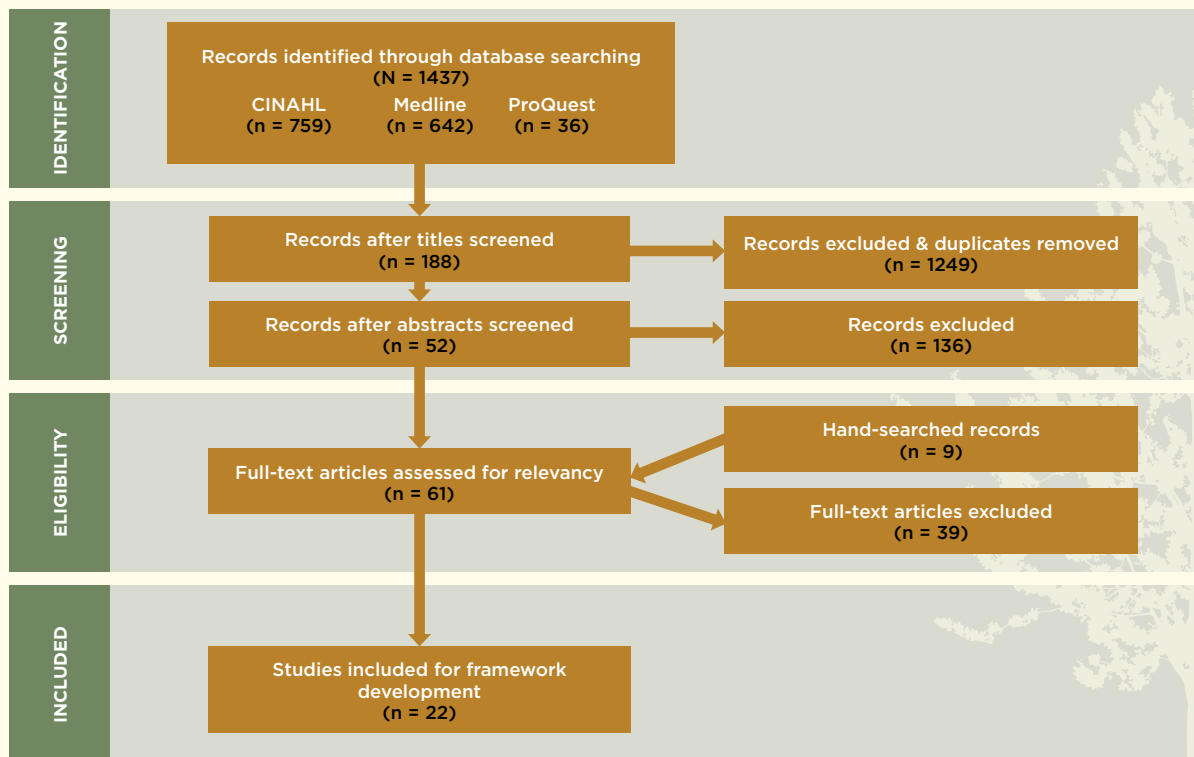 IDENTIFICATION
Records identified through database searching
(N = 1437)
CINAHL
(n = 759)
Medline
(n = 642)
ProQuest
(n = 36)
SCREENING
Records after titles screened
(n = 188)
Records excluded & duplicates removed
(n = 1249)
Records after abstracts screened
(n = 52)
Records excluded
(n = 136)
ELIGIBILITY
Hand-searched records
(n = 9)
Full-text articles assessed for relevancy
(n = 61)
Full-text articles excluded
(n = 39)
INCLUDED
Studies included for framework
development
(n = 22)